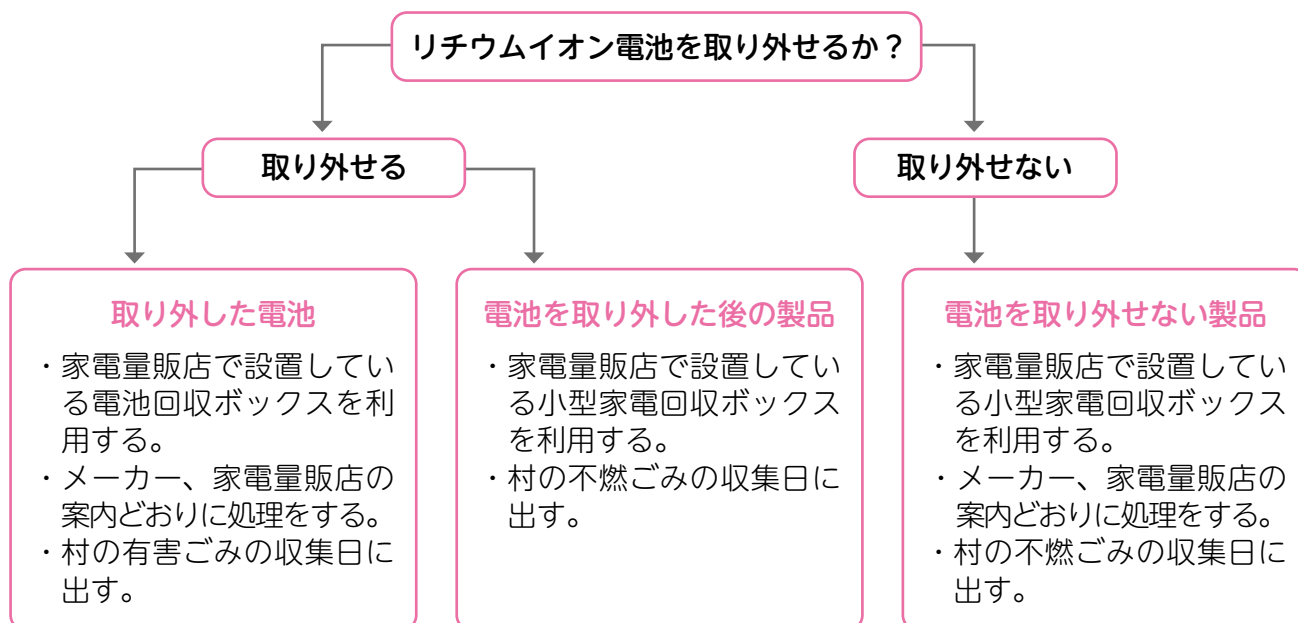 リチウムイオン電池を取り外せるか？
取り外せる
取り外せない
取り外した電池
・家電量販店で設置してい
る電池回収ボックスを利
用する。
・メーカー、家電量販店の
案内どおりに処理をする。
・村の有害ごみの収集日に
出す。
電池を取り外した後の製品
・家電量販店で設置してい
る小型家電回収ボックス
を利用する。
・村の不燃ごみの収集日に
出す。
電池を取り外せない製品
・家電量販店で設置してい
る小型家電回収ボックス
を利用する。
・メーカー、家電量販店の
案内どおりに処理をする。
・村の不燃ごみの収集日に
出す。